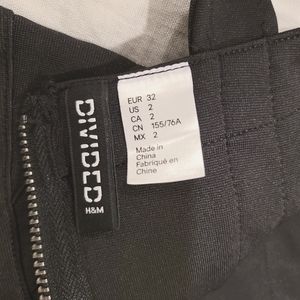 DIVIDED
H&M
EUR 32
US 2
CA 2
CN 155/76A
MX 2
Made in
China
Fabriqué en
Chine